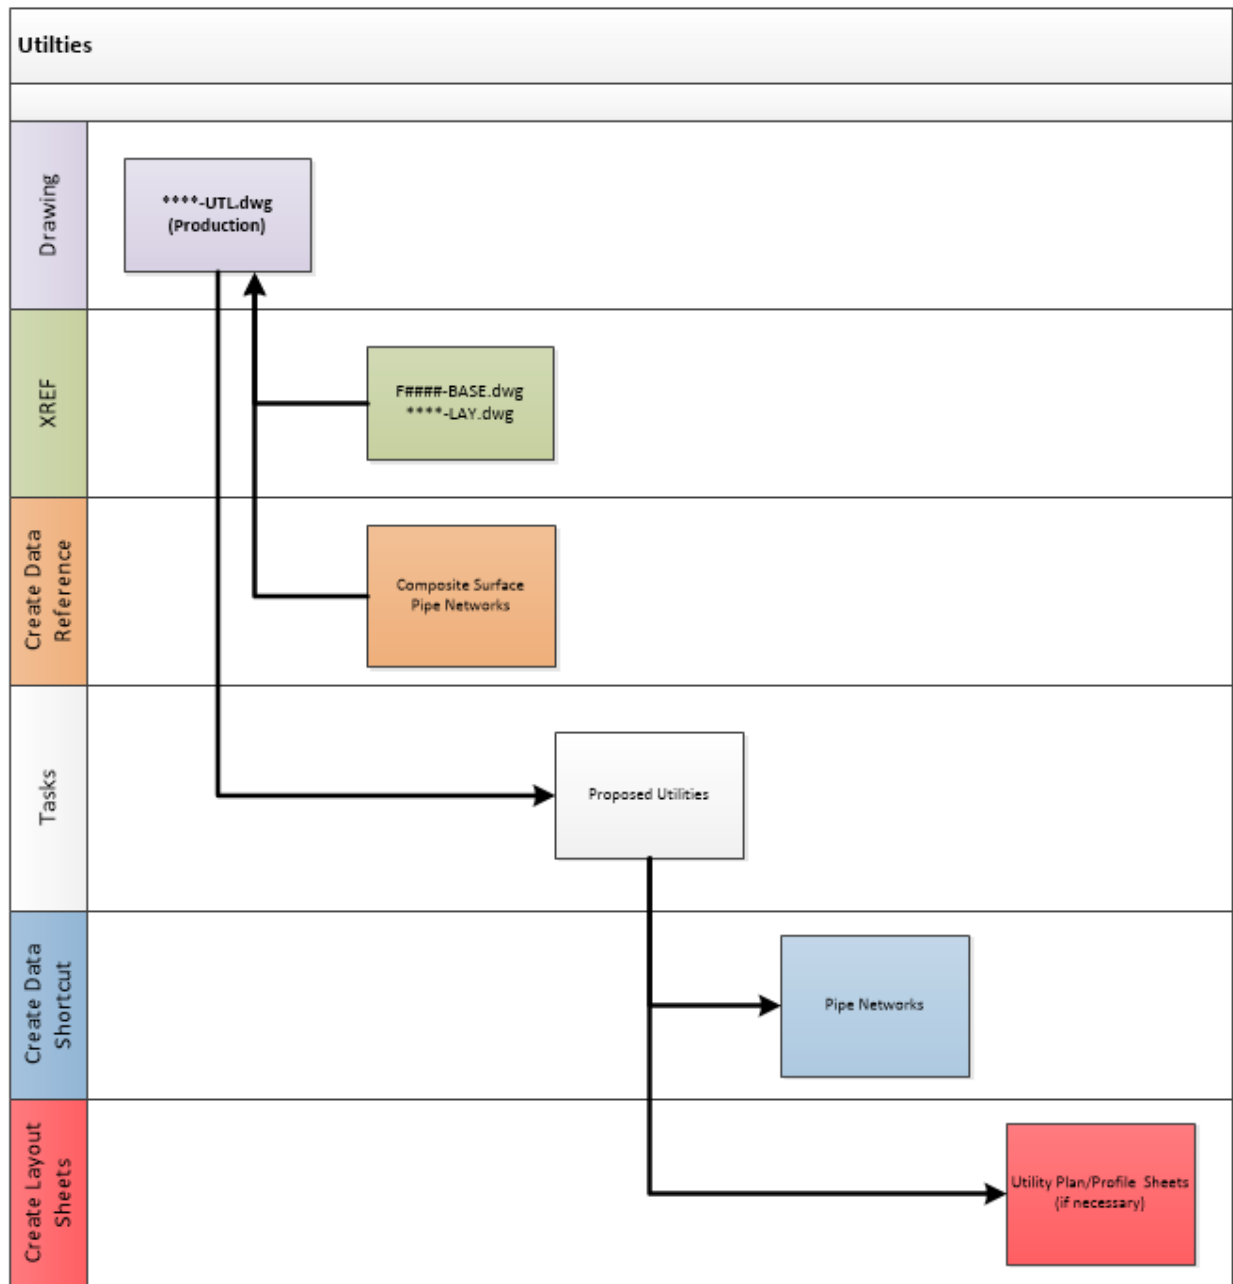 Utilties
Drawing
****-UTL.dwg
(Production)
XREF
F####-BASE.dwg
****-LAY.dwg
Create Data
Reference
Composite Surface
Pipe Networks
Tasks
Proposed Utilities
Create Data
Shortcut
Pipe Networks
Create Layout
Sheets
Utility Plan/Profile Sheets
(if necessary)